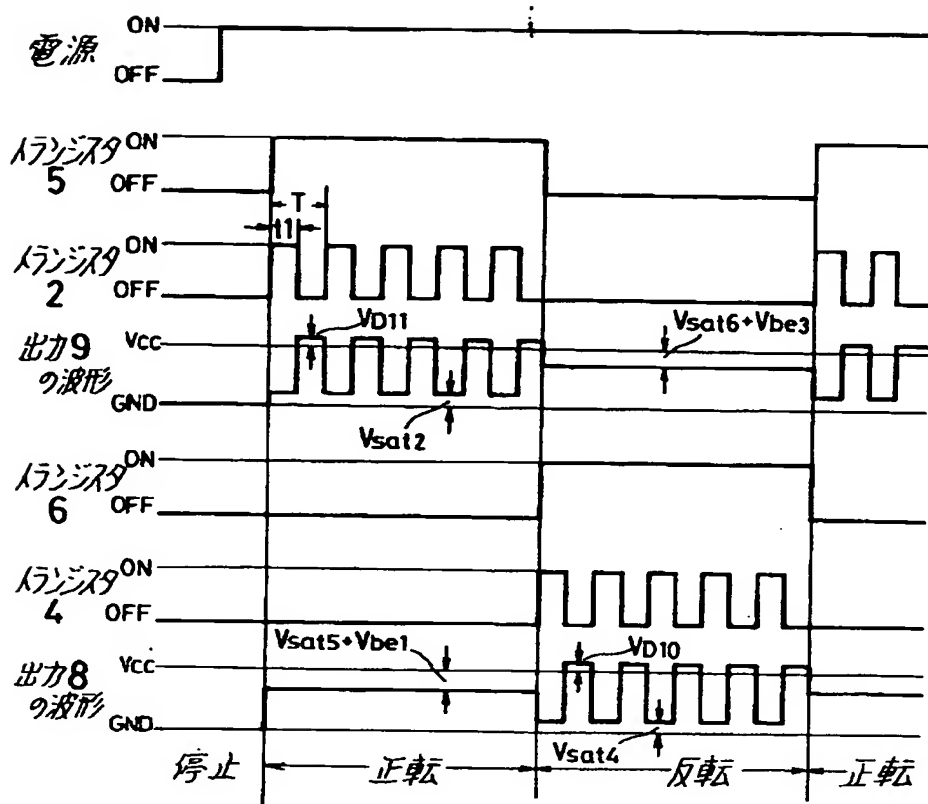 電源
ON
OFF
トランジスタ
5
ON
OFF
T
t1
トランジスタ
2
ON
OFF
VD11
Vsat6+Vbe3
出力9
の波形
Vcc
GND
Vsat2
トランジスタ
6
ON
OFF
トランジスタ
4
ON
OFF
Vsat5+Vbe1
VD10
出力8
の波形
Vcc
GND
Vsat4
停止
正転
反転
正転